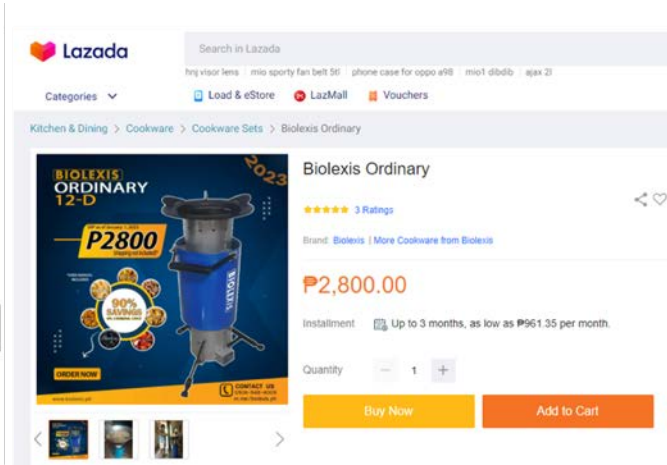 Lazada
Search in Lazada
hnj visor lens mio sporty fan belt 5tl phone case for oppo a98 mio1 dibdib ajax 2l
Categories
Load & eStore
LazMall
Vouchers
Kitchen & Dining > Cookware > Cookware Sets > Biolexis Ordinary
BIOLEXIS
ORDINARY
12-D
2023
P2800
90%
SAVINGS
BIOLEXIS
ORDER NOW
CONTACT US
Biolexis Ordinary
3 Ratings
Brand: Biolexis | More Cookware from Biolexis
₱2,800.00
Installment Up to 3 months, as low as ₱961.35 per month.
Quantity
1
Buy Now
Add to Cart